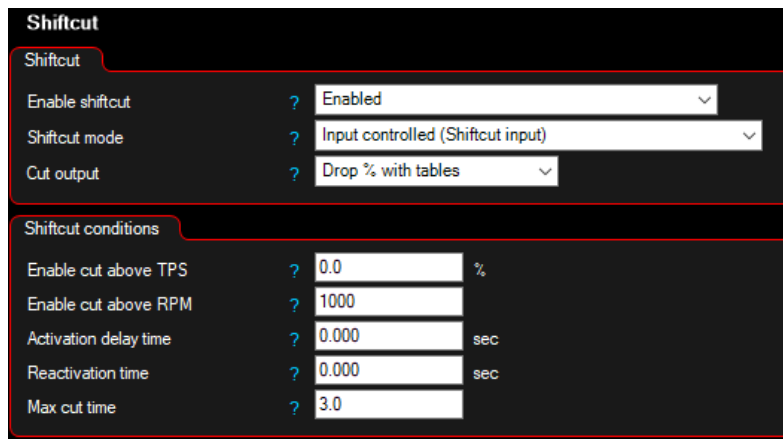 Shiftcut
Shiftcut
Enable shiftcut ? Enabled
Shiftcut mode ? Input controlled (Shiftcut input)
Cut output ? Drop % with tables
Shiftcut conditions
Enable cut above TPS ? 0.0 %
Enable cut above RPM ? 1000
Activation delay time ? 0.000 sec
Reactivation time ? 0.000 sec
Max cut time ? 3.0